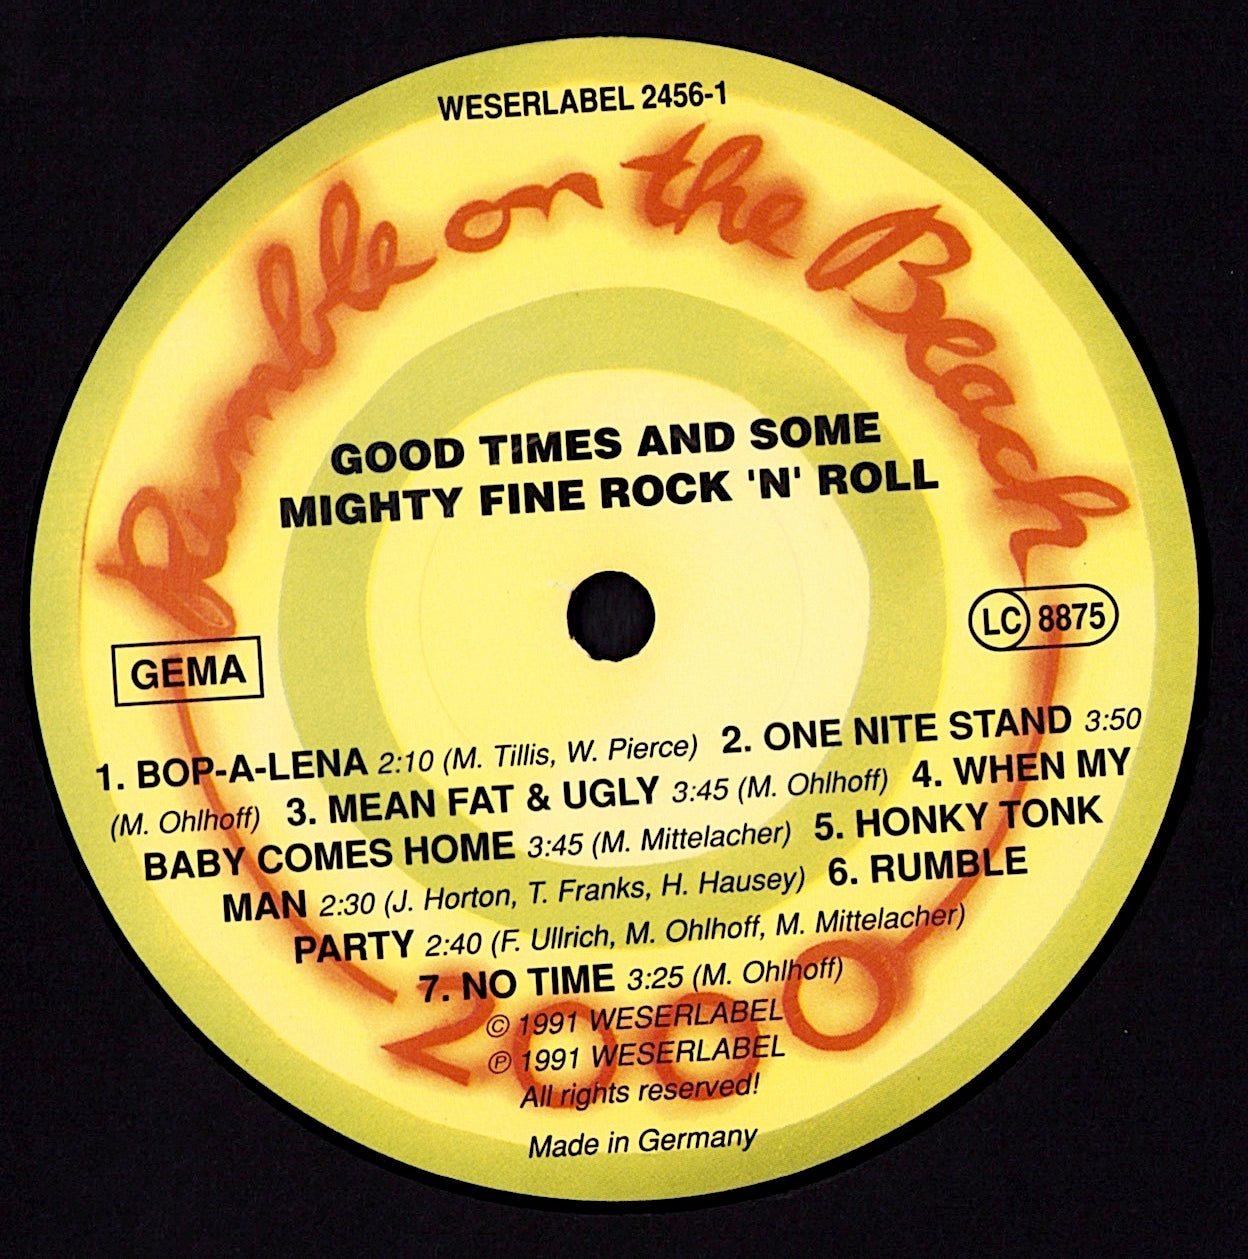 WESERLABEL 2456-1
Rumble on the Beach
GOOD TIMES AND SOME
MIGHTY FINE ROCK 'N' ROLL
GEMA
LC 8875
1. BOP-A-LENA 2:10 (M. Tillis, W. Pierce) 2. ONE NITE STAND 3:50
(M. Ohlhoff) 3. MEAN FAT & UGLY 3:45 (M. Ohlhoff) 4. WHEN MY
BABY COMES HOME 3:45 (M. Mittelacher) 5. HONKY TONK
MAN 2:30 (J. Horton, T. Franks, H. Hausey) 6. RUMBLE
PARTY 2:40 (F. Ullrich, M. Ohlhoff, M. Mittelacher)
7. NO TIME 3:25 (M. Ohlhoff)
© 1991 WESERLABEL
℗ 1991 WESERLABEL
All rights reserved!
Made in Germany